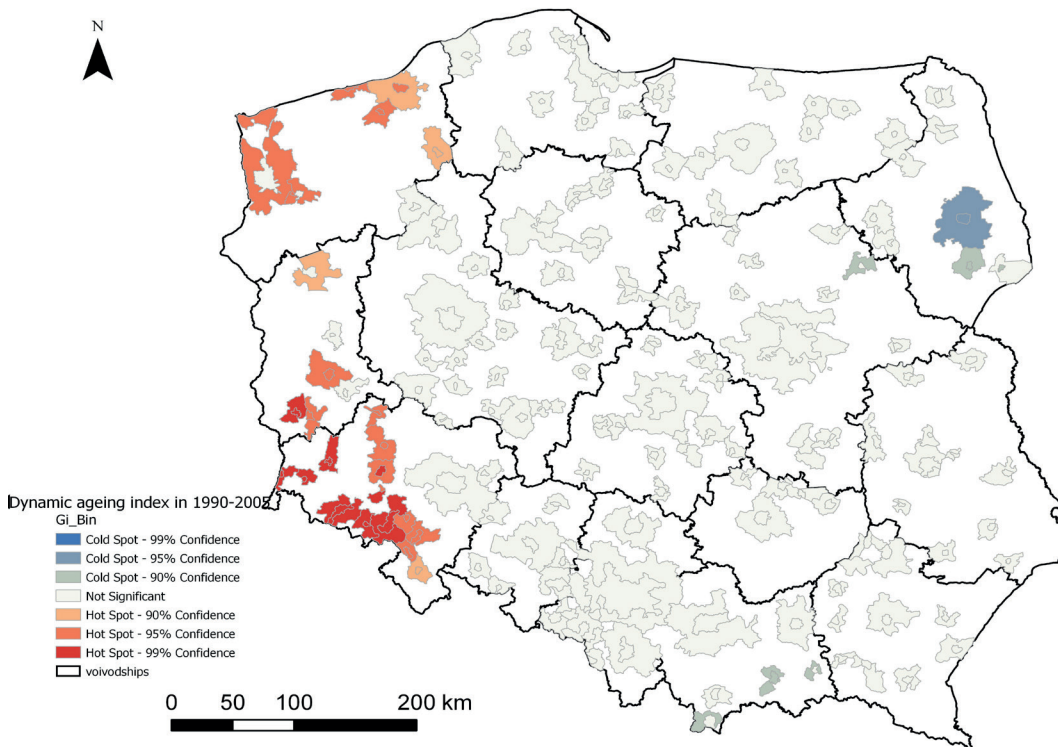 N
Dynamic ageing index in 1990-2005
Gi_Bin
Cold Spot - 99% Confidence
Cold Spot - 95% Confidence
Cold Spot - 90% Confidence
Not Significant
Hot Spot - 90% Confidence
Hot Spot - 95% Confidence
Hot Spot - 99% Confidence
voivodships
0 50 100 200 km